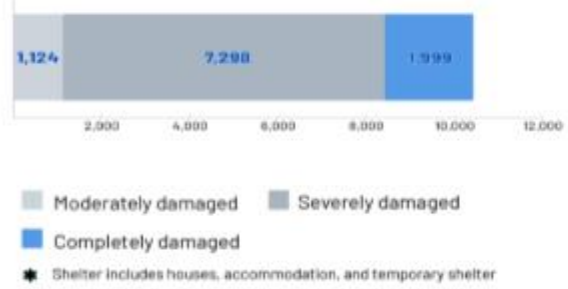 1,124 7,298 1,999
2,000 4,000 6,000 8,000 10,000 12,000
Moderately damaged Severely damaged
Completely damaged
* Shelter includes houses, accommodation, and temporary shelter